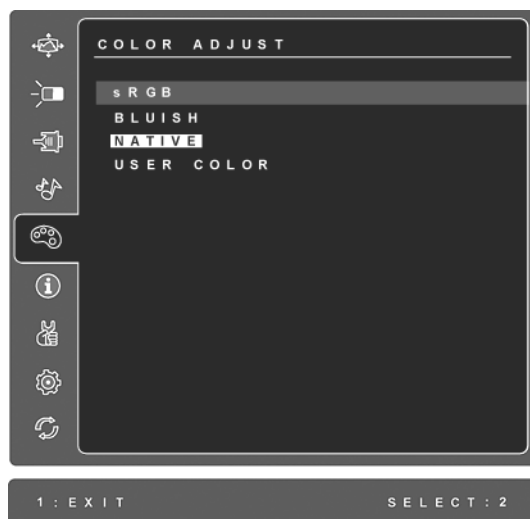 COLOR ADJUST
sRGB
BLUISH
NATIVE
USER COLOR
1:EXIT SELECT:2